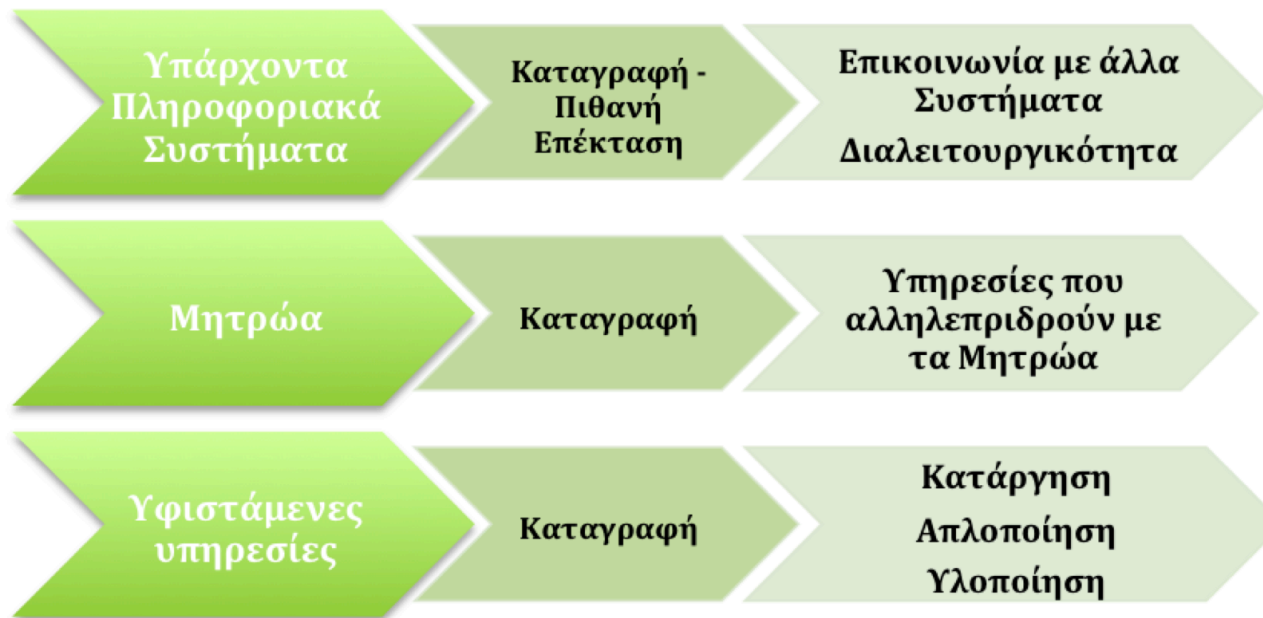 Υπάρχοντα
Πληροφοριακά
Συστήματα
Καταγραφή -
Πιθανή
Επέκταση
Επικοινωνία με άλλα
Συστήματα
Διαλειτουργικότητα
Μητρώα
Καταγραφή
Υπηρεσίες που
αλληλεπριδρούν με
τα Μητρώα
Υφιστάμενες
υπηρεσίες
Καταγραφή
Κατάργηση
Απλοποίηση
Υλοποίηση